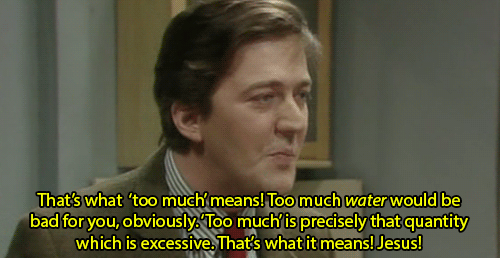 That's what 'too much' means! Too much water would be
bad for you, obviously. 'Too much' is precisely that quantity
which is excessive. That's what it means! Jesus!